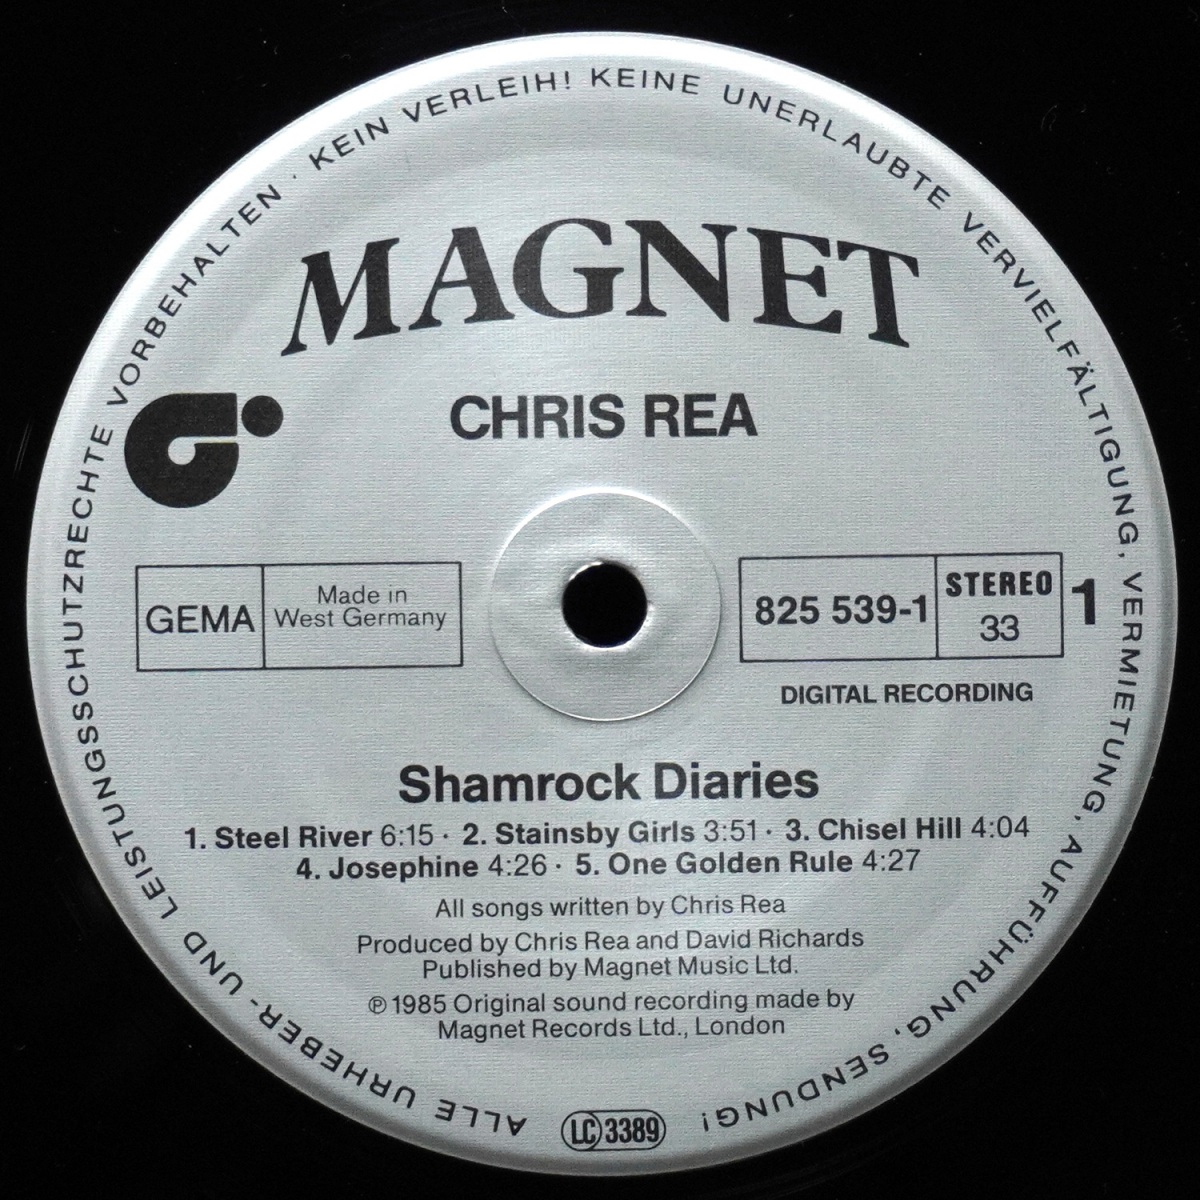 ALLE URHEBER- UND LEISTUNGSSCHUTZRECHTE VORBEHALTEN · KEIN VERLEIH! KEINE UNERLAUBTE VERVIELFÄLTIGUNG, VERMIETUNG, AUFFÜHRUNG, SENDUNG!
MAGNET
CHRIS REA
GEMA
Made in
West Germany
825 539-1
STEREO
33
1
DIGITAL RECORDING
Shamrock Diaries
1. Steel River 6:15 · 2. Stainsby Girls 3:51 · 3. Chisel Hill 4:04
4. Josephine 4:26 · 5. One Golden Rule 4:27
All songs written by Chris Rea
Produced by Chris Rea and David Richards
Published by Magnet Music Ltd.
℗ 1985 Original sound recording made by
Magnet Records Ltd., London
LC 3389